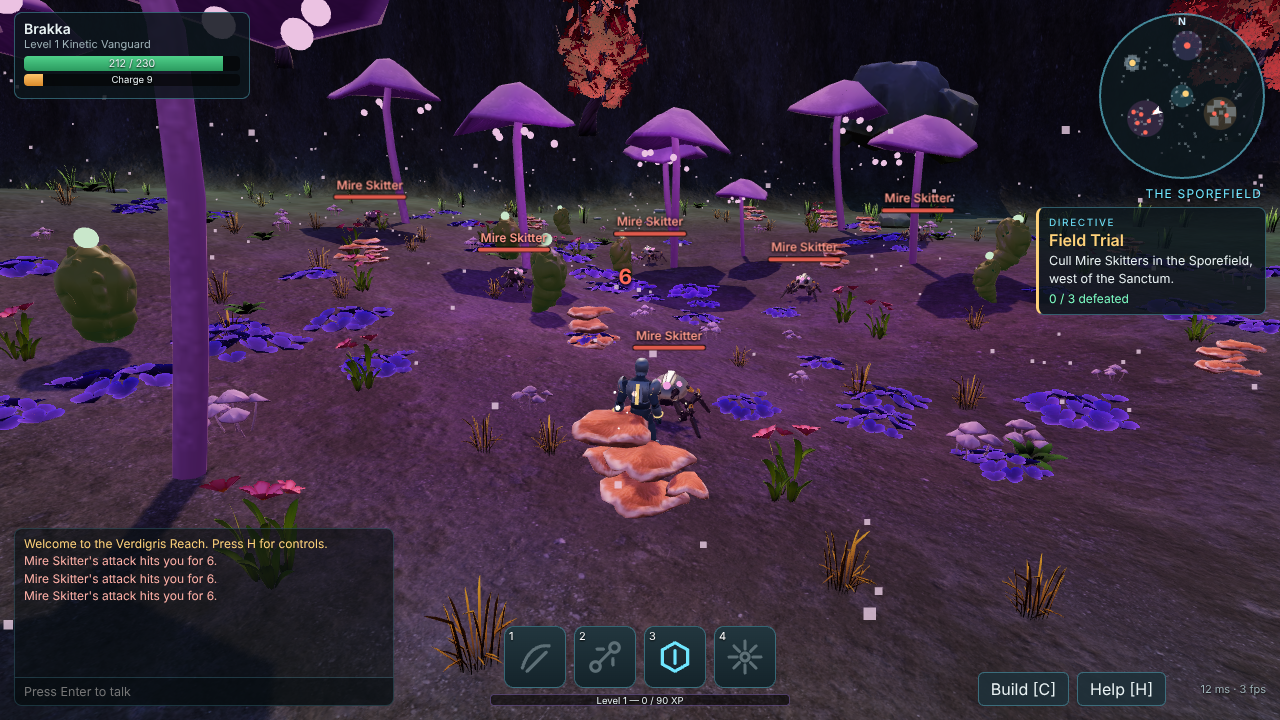 Brakka
Level 1 Kinetic Vanguard
212 / 230
Charge 9
N
THE SPOREFIELD
DIRECTIVE
Field Trial
Cull Mire Skitters in the Sporefield,
west of the Sanctum.
0 / 3 defeated
Mire Skitter
Mire Skitter
Mire Skitter
Mire Skitter
Mire Skitter
6
Mire Skitter
Welcome to the Verdigris Reach. Press H for controls.
Mire Skitter's attack hits you for 6.
Mire Skitter's attack hits you for 6.
Mire Skitter's attack hits you for 6.
Press Enter to talk
1
2
3
4
Level 1 — 0 / 90 XP
Build [C]
Help [H]
12 ms · 3 fps